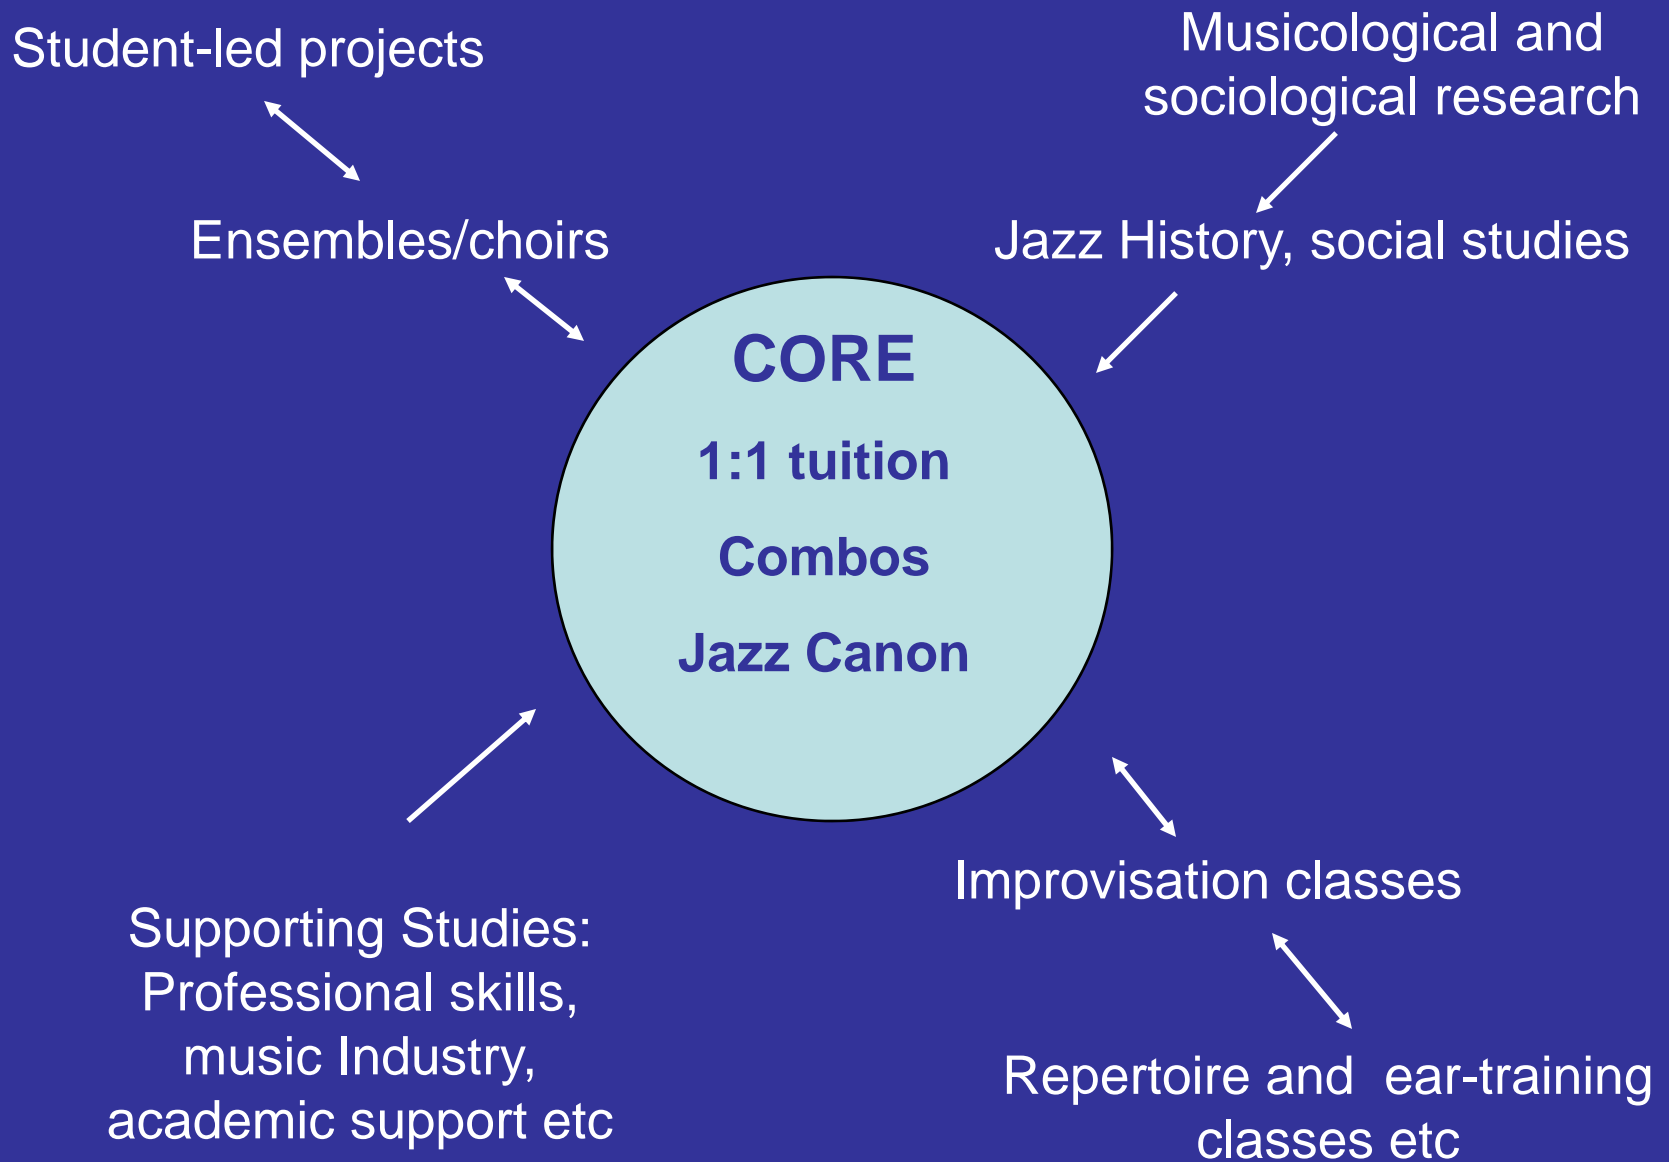 Student-led projects
Musicological and
sociological research
Ensembles/choirs
Jazz History, social studies
CORE
1:1 tuition
Combos
Jazz Canon
Improvisation classes
Supporting Studies:
Professional skills,
music Industry,
academic support etc
Repertoire and  ear-training
classes etc